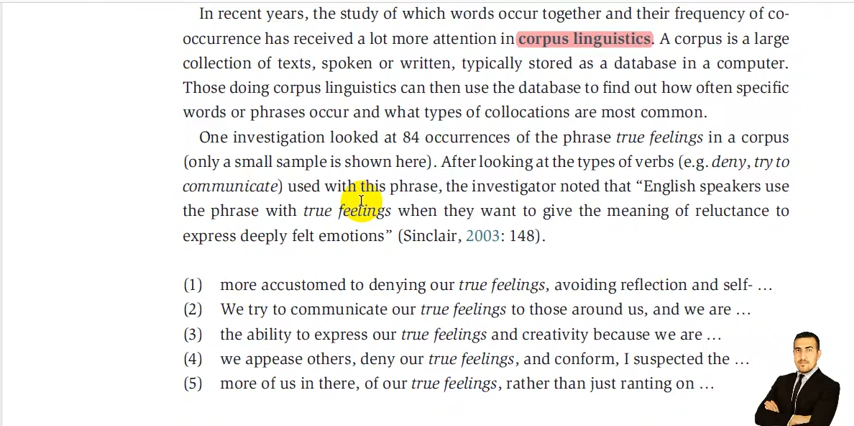 In recent years, the study of which words occur together and their frequency of co-
occurrence has received a lot more attention in corpus linguistics. A corpus is a large
collection of texts, spoken or written, typically stored as a database in a computer.
Those doing corpus linguistics can then use the database to find out how often specific
words or phrases occur and what types of collocations are most common.
One investigation looked at 84 occurrences of the phrase true feelings in a corpus
(only a small sample is shown here). After looking at the types of verbs (e.g. deny, try to
communicate) used with this phrase, the investigator noted that “English speakers use
the phrase with true feelings when they want to give the meaning of reluctance to
express deeply felt emotions” (Sinclair, 2003: 148).
(1) more accustomed to denying our true feelings, avoiding reflection and self- …
(2) We try to communicate our true feelings to those around us, and we are …
(3) the ability to express our true feelings and creativity because we are …
(4) we appease others, deny our true feelings, and conform, I suspected the …
(5) more of us in there, of our true feelings, rather than just ranting on …